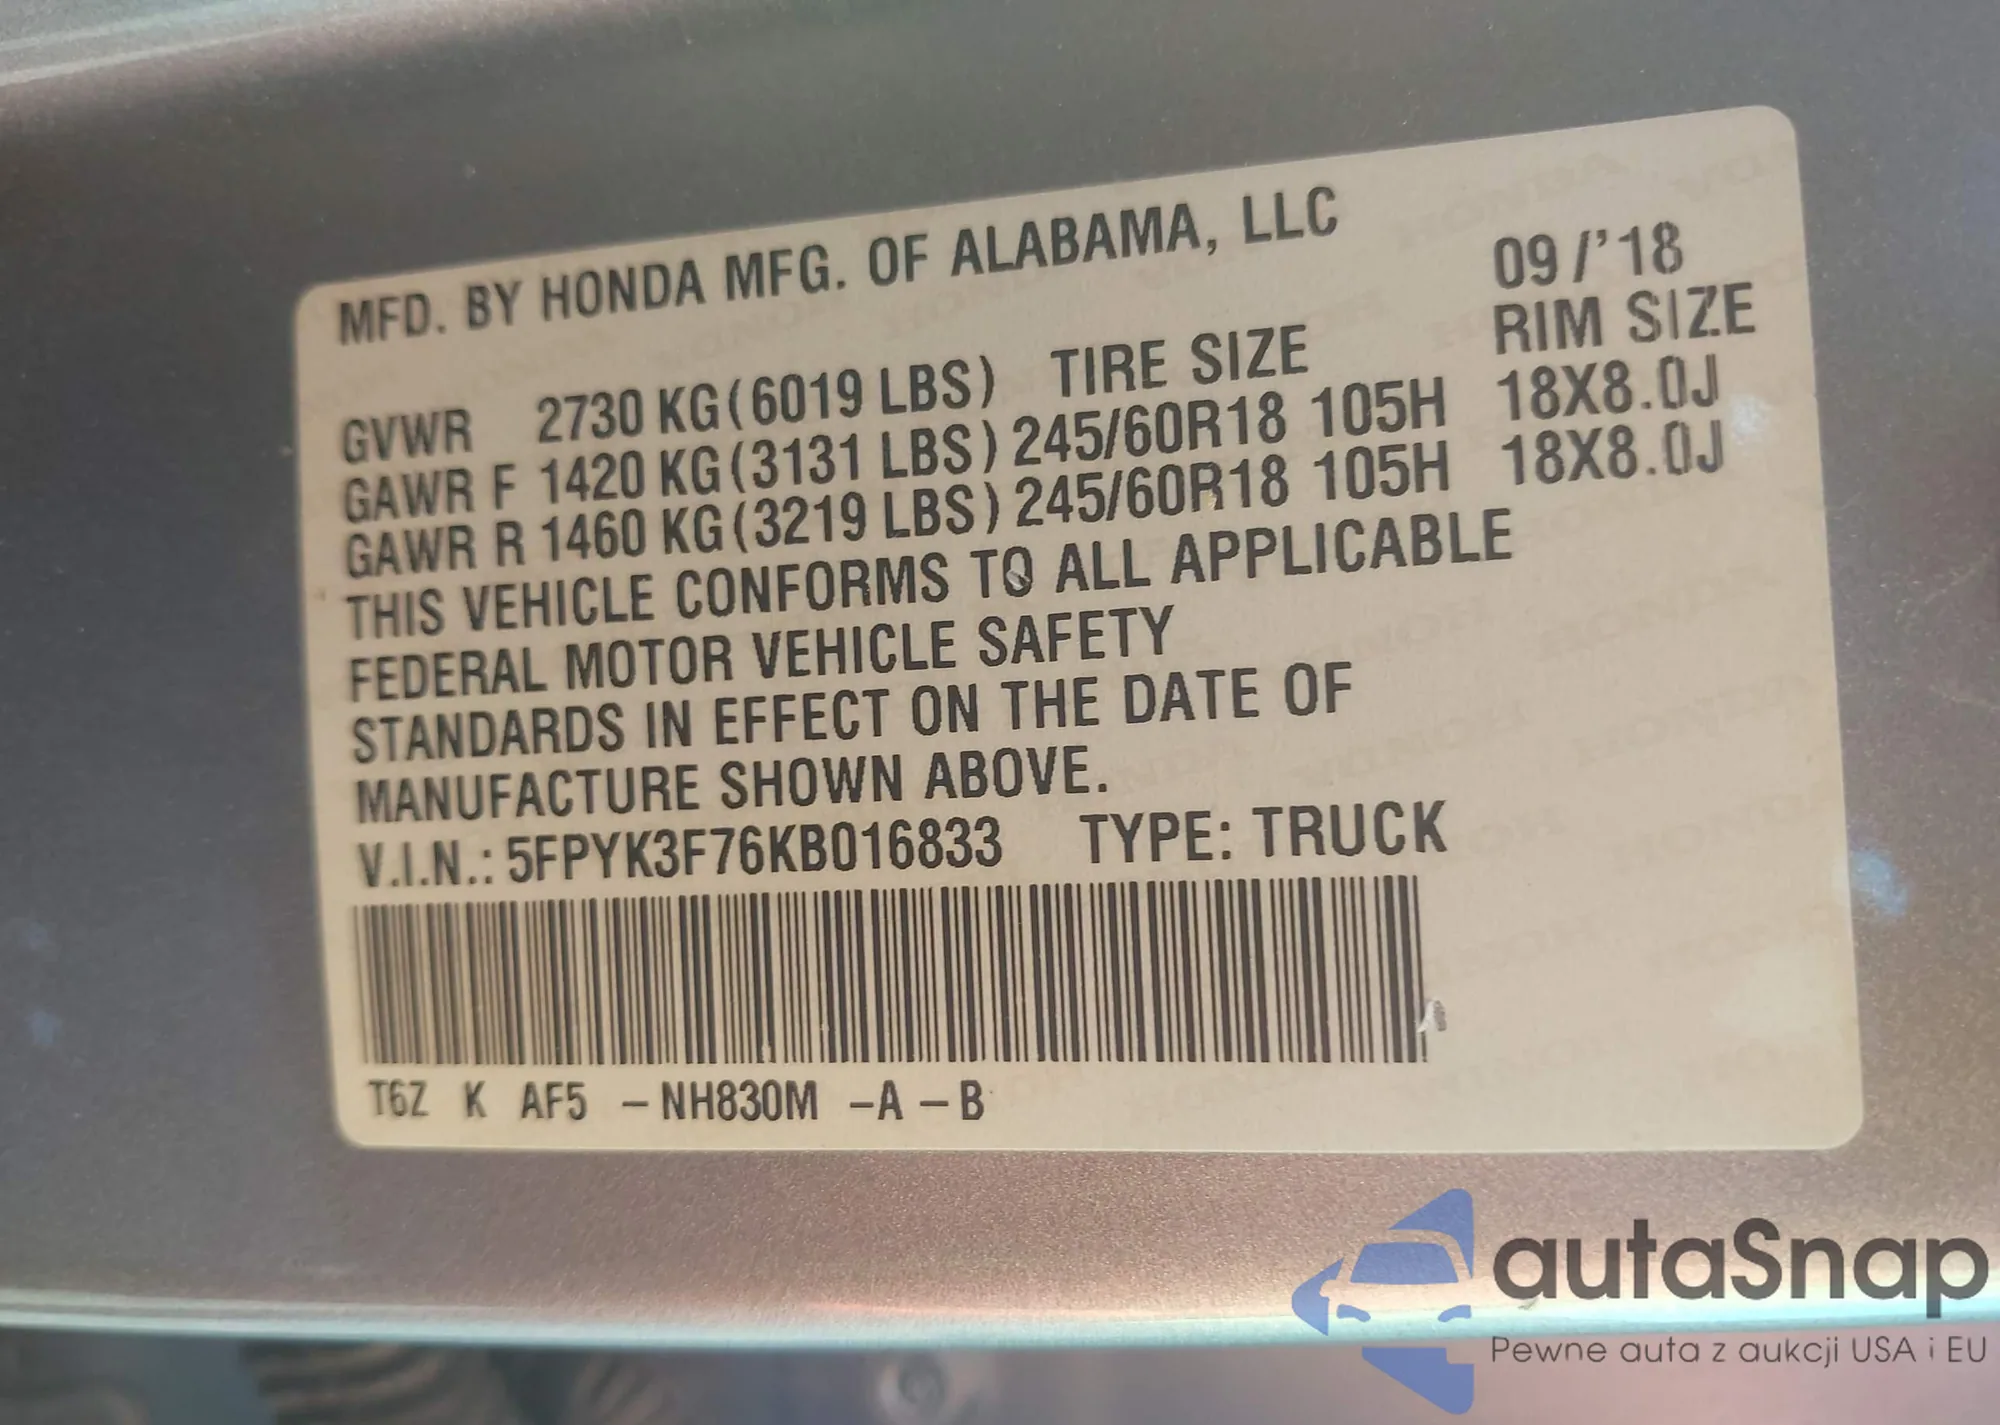 MFD. BY HONDA MFG. OF ALABAMA, LLC
09/'18
GVWR 2730 KG(6019 LBS) TIRE SIZE RIM SIZE
GAWR F 1420 KG(3131 LBS) 245/60R18 105H 18X8.0J
GAWR R 1460 KG(3219 LBS) 245/60R18 105H 18X8.0J
THIS VEHICLE CONFORMS TO ALL APPLICABLE
FEDERAL MOTOR VEHICLE SAFETY
STANDARDS IN EFFECT ON THE DATE OF
MANUFACTURE SHOWN ABOVE.
V.I.N.: 5FPYK3F76KB016833 TYPE: TRUCK
T6Z K AF5 – NH830M –A – B
autaSnap
Pewne auta z aukcji USA i EU